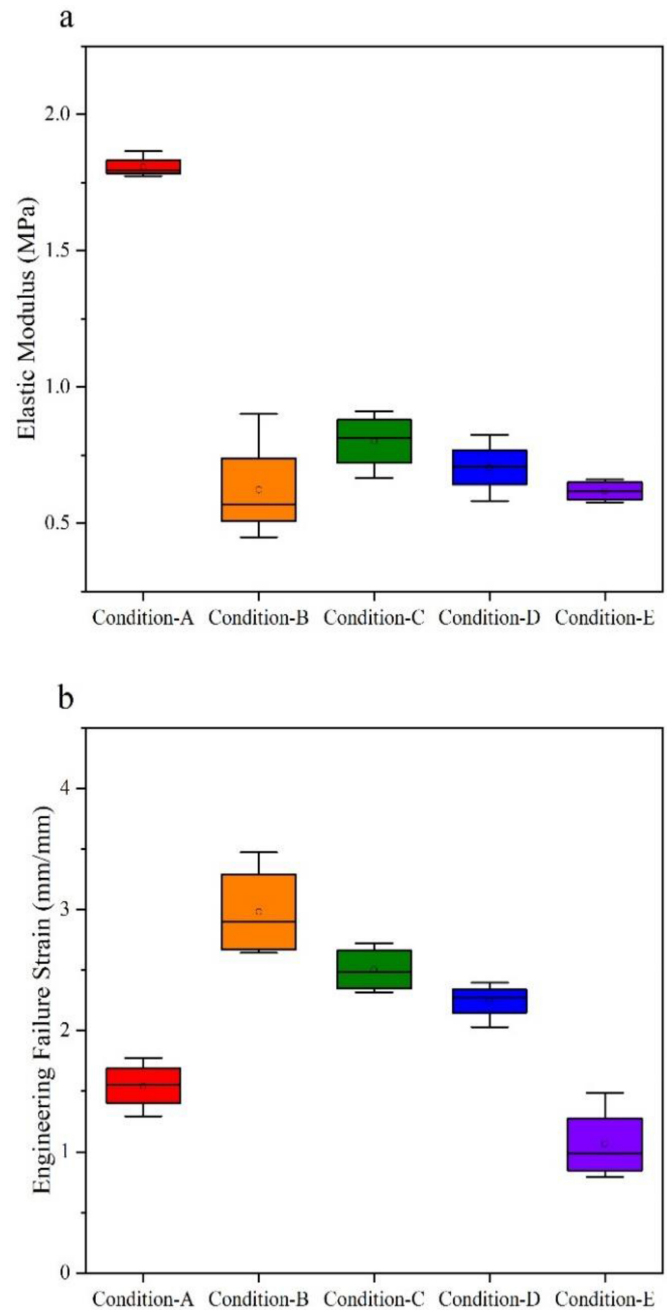 a
Elastic Modulus (MPa)
2.0
1.5
1.0
0.5
Condition-A Condition-B Condition-C Condition-D Condition-E
b
Engineering Failure Strain (mm/mm)
4
3
2
1
0
Condition-A Condition-B Condition-C Condition-D Condition-E